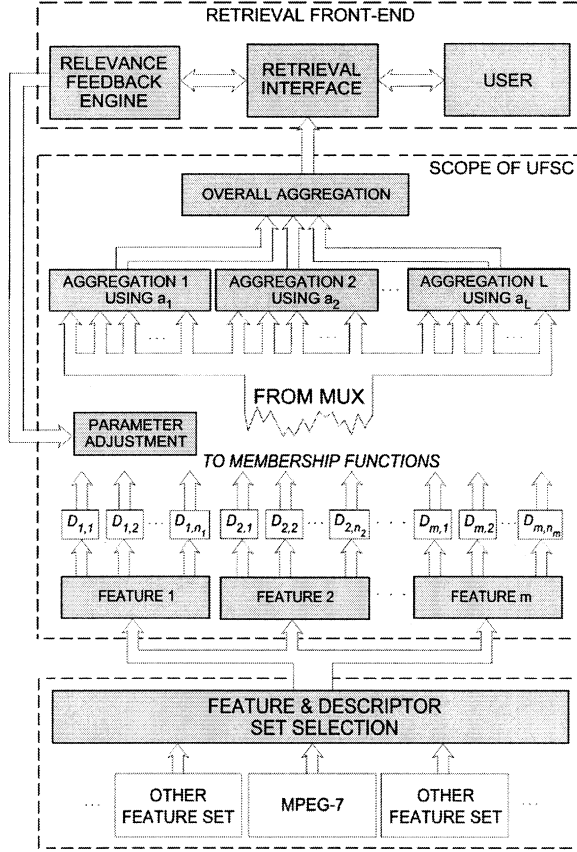 RETRIEVAL FRONT-END
RELEVANCE
FEEDBACK
ENGINE
RETRIEVAL
INTERFACE
USER
SCOPE OF UFSC
OVERALL AGGREGATION
AGGREGATION 1
USING a1
AGGREGATION 2
USING a2
...
AGGREGATION L
USING aL
... ... ...
FROM MUX
PARAMETER
ADJUSTMENT
TO MEMBERSHIP FUNCTIONS
D1,1 D1,2 ... D1,n1 D2,1 D2,2 ... D2,n2 ... Dm,1 Dm,2 ... Dm,nm
FEATURE 1 FEATURE 2 ... FEATURE m
FEATURE & DESCRIPTOR
SET SELECTION
...
OTHER
FEATURE SET
MPEG-7
OTHER
FEATURE SET
...